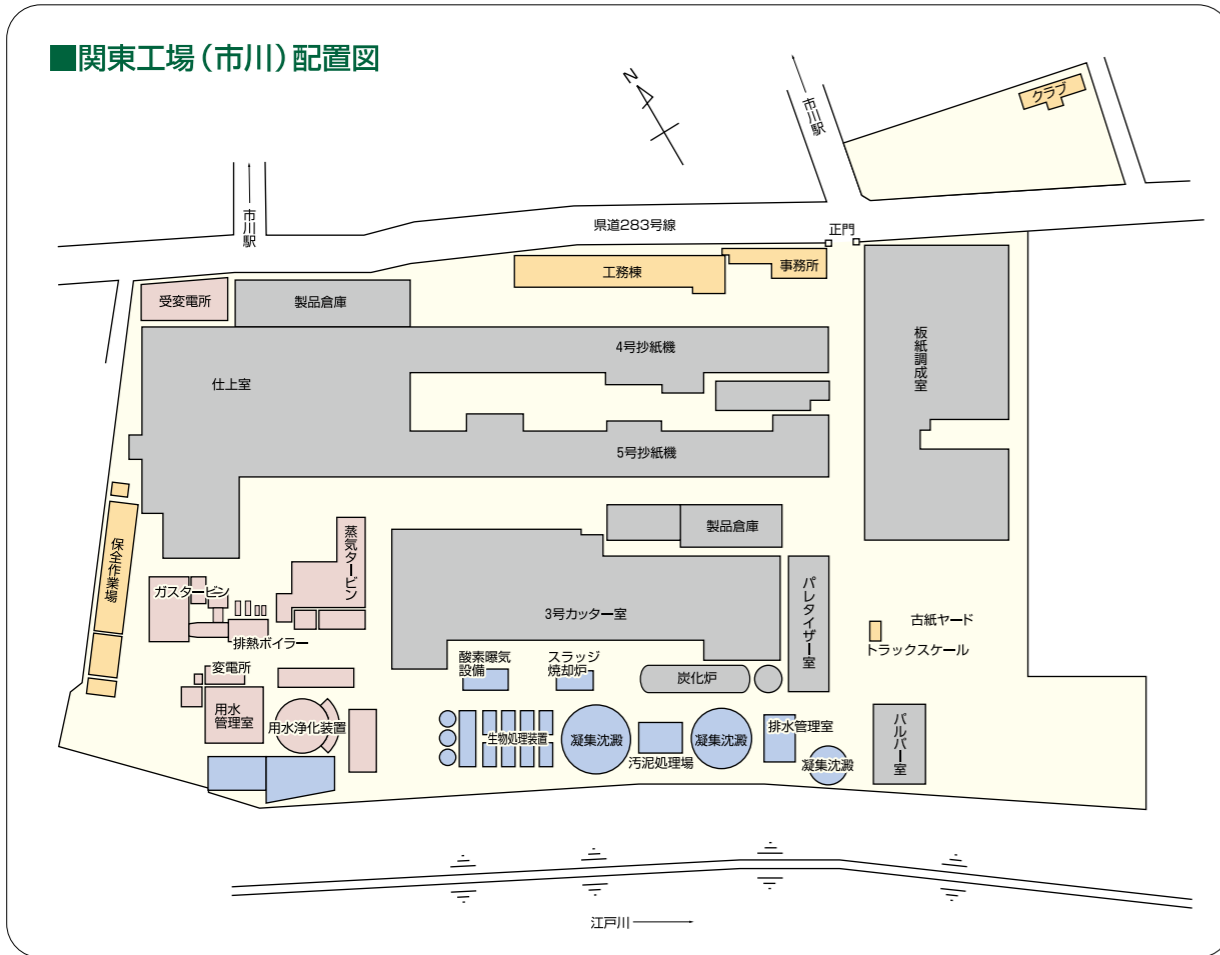 ■関東工場(市川)配置図
N
クラブ
市川駅
市川駅
県道283号線
正門
工務棟
事務所
受変電所
製品倉庫
4号抄紙機
板紙調成室
仕上室
5号抄紙機
製品倉庫
蒸気タービン
保全作業場
ガスタービン
3号カッター室
パレタイザー室
古紙ヤード
トラックスケール
排熱ボイラー
酸素曝気
設備
スラッジ
焼却炉
変電所
炭化炉
用水
管理室
用水浄化装置
生物処理装置
凝集沈澱
汚泥処理場
凝集沈澱
排水管理室
凝集沈澱
パルパー室
江戸川